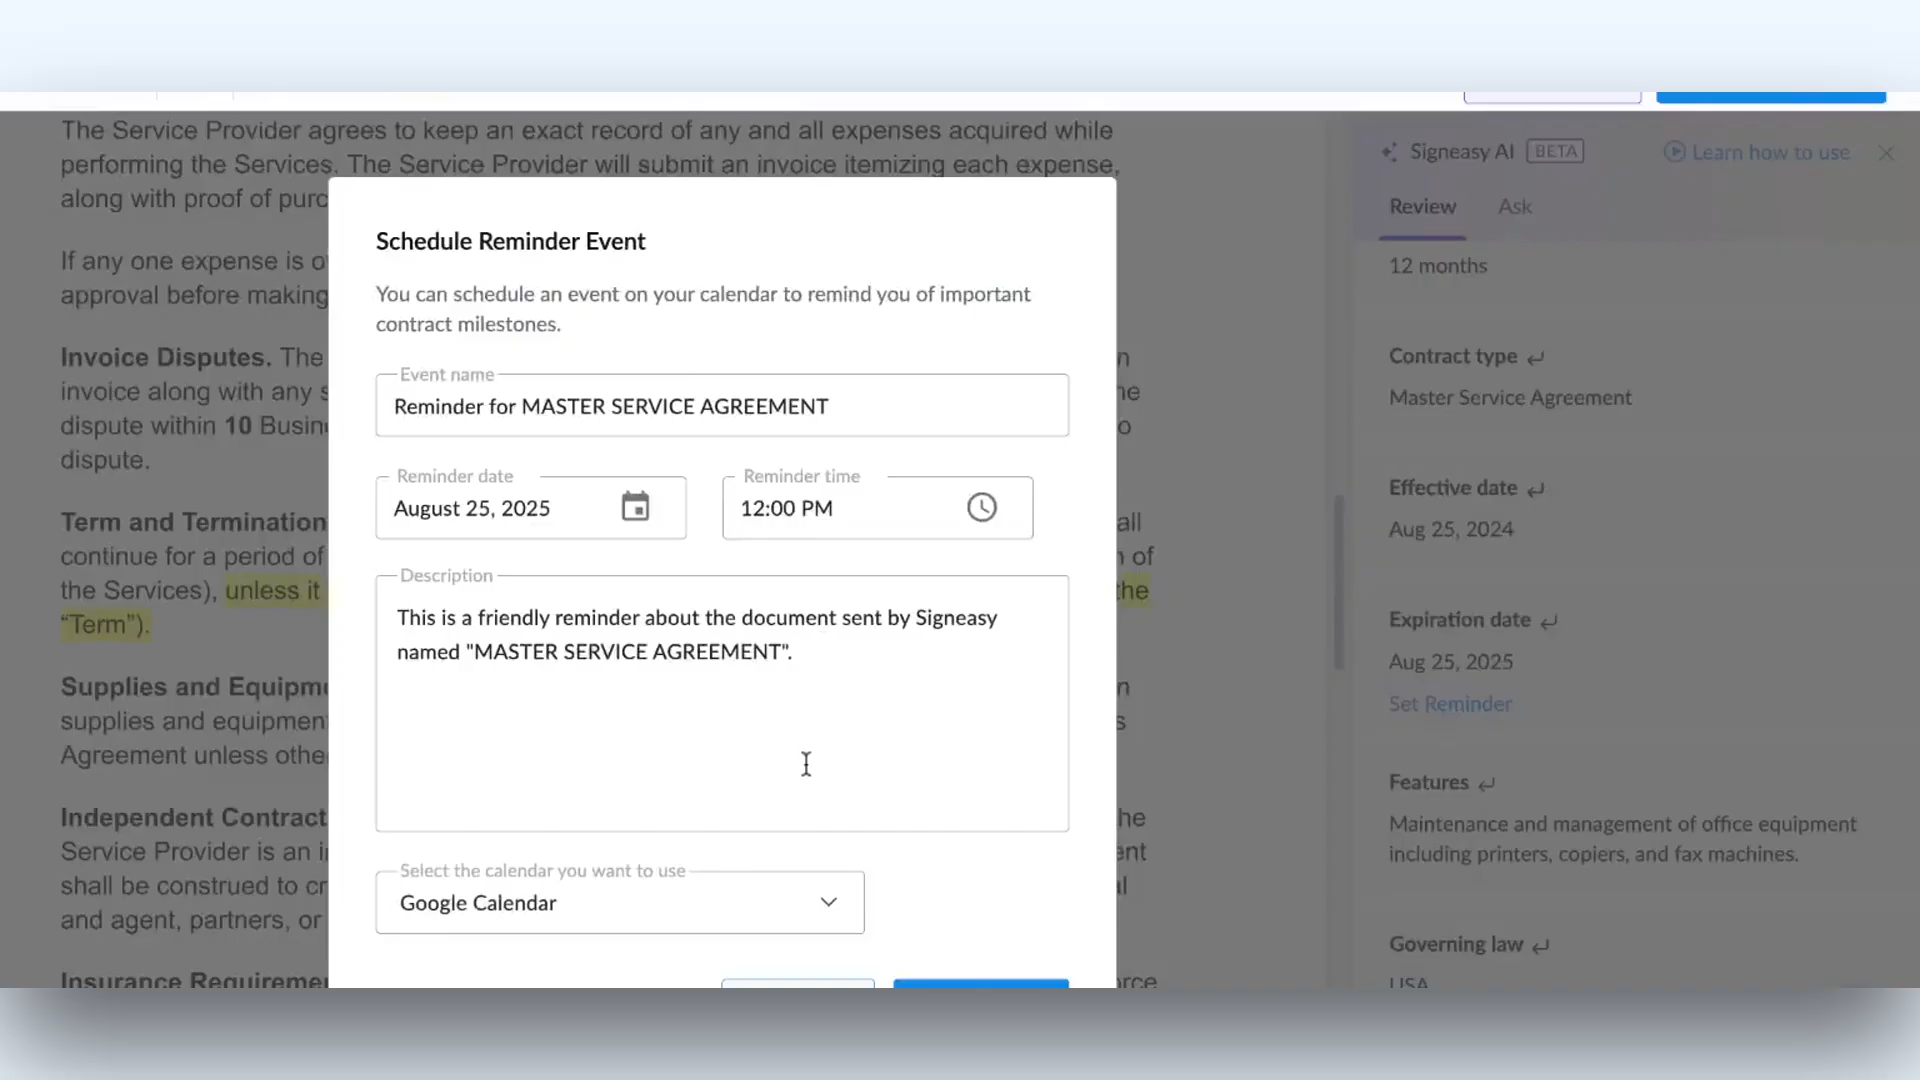 The Service Provider agrees to keep an exact record of any and all expenses acquired while
performing the Services. The Service Provider will submit an invoice itemizing each expense,
along with proof of purc
If any one expense is o
approval before making
Invoice Disputes. The
invoice along with any s
dispute within 10 Busin
dispute.
Term and Termination
continue for a period of
the Services), unless it
“Term”).
Supplies and Equipm
supplies and equipmen
Agreement unless othe
Independent Contract
Service Provider is an i
shall be construed to cr
and agent, partners, or
Insurance Requireme
Schedule Reminder Event
You can schedule an event on your calendar to remind you of important
contract milestones.
Event name
Reminder for MASTER SERVICE AGREEMENT
Reminder date
August 25, 2025
Reminder time
12:00 PM
Description
This is a friendly reminder about the document sent by Signeasy
named "MASTER SERVICE AGREEMENT".
Select the calendar you want to use
Google Calendar
all
of
the
Signeasy AI BETA
Learn how to use
Review Ask
12 months
Contract type
Master Service Agreement
Effective date
Aug 25, 2024
Expiration date
Aug 25, 2025
Set Reminder
Features
Maintenance and management of office equipment
including printers, copiers, and fax machines.
Governing law
USA